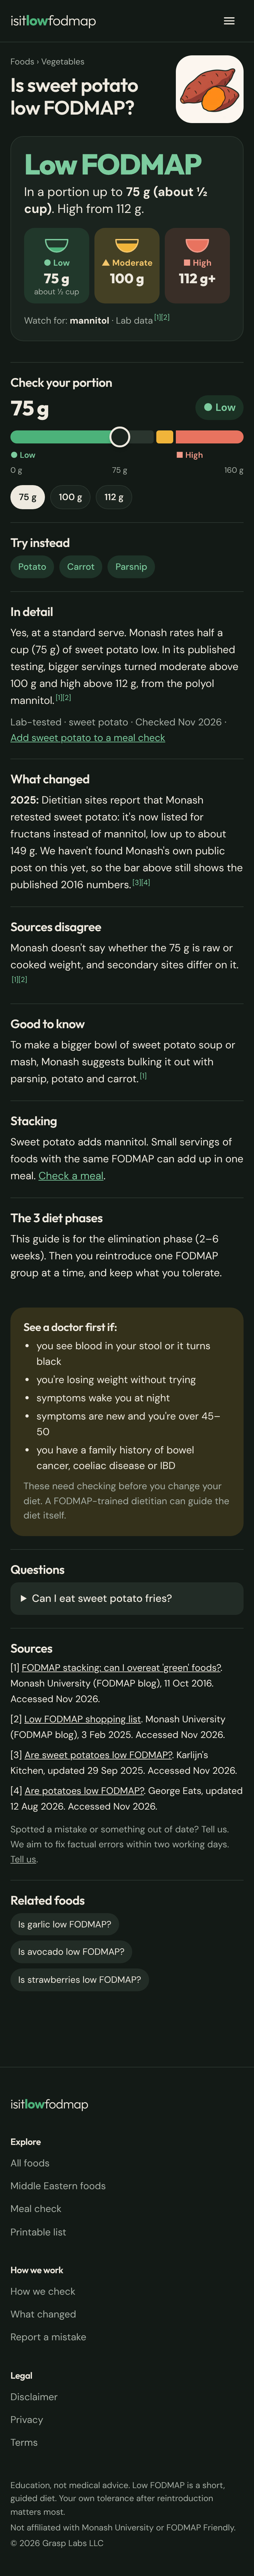 isitlowfodmap
Foods › Vegetables
Is sweet potato
low FODMAP?
Low FODMAP
In a portion up to 75 g (about ½
cup). High from 112 g.
Low
75 g
about ½ cup
Moderate
100 g
High
112 g+
Watch for: mannitol · Lab data [1][2]
Check your portion
75 g
Low
Low
High
0 g
75 g
160 g
75 g
100 g
112 g
Try instead
Potato
Carrot
Parsnip
In detail
Yes, at a standard serve. Monash rates half a
cup (75 g) of sweet potato low. In its published
testing, bigger servings turned moderate above
100 g and high above 112 g, from the polyol
mannitol.[1][2]
Lab-tested · sweet potato · Checked Nov 2026 ·
Add sweet potato to a meal check
What changed
2025: Dietitian sites report that Monash
retested sweet potato: it's now listed for
fructans instead of mannitol, low up to about
149 g. We haven't found Monash's own public
post on this yet, so the bar above still shows the
published 2016 numbers.[3][4]
Sources disagree
Monash doesn't say whether the 75 g is raw or
cooked weight, and secondary sites differ on it.
[1][2]
Good to know
To make a bigger bowl of sweet potato soup or
mash, Monash suggests bulking it out with
parsnip, potato and carrot.[1]
Stacking
Sweet potato adds mannitol. Small servings of
foods with the same FODMAP can add up in one
meal. Check a meal.
The 3 diet phases
This guide is for the elimination phase (2–6
weeks). Then you reintroduce one FODMAP
group at a time, and keep what you tolerate.
See a doctor first if:
• you see blood in your stool or it turns
black
• you're losing weight without trying
• symptoms wake you at night
• symptoms are new and you're over 45–
50
• you have a family history of bowel
cancer, coeliac disease or IBD
These need checking before you change your
diet. A FODMAP-trained dietitian can guide the
diet itself.
Questions
Can I eat sweet potato fries?
Sources
[1] FODMAP stacking: can I overeat 'green' foods?.
Monash University (FODMAP blog), 11 Oct 2016.
Accessed Nov 2026.
[2] Low FODMAP shopping list. Monash University
(FODMAP blog), 3 Feb 2025. Accessed Nov 2026.
[3] Are sweet potatoes low FODMAP?. Karlijn's
Kitchen, updated 29 Sep 2025. Accessed Nov 2026.
[4] Are potatoes low FODMAP?. George Eats, updated
12 Aug 2026. Accessed Nov 2026.
Spotted a mistake or something out of date? Tell us.
We aim to fix factual errors within two working days.
Tell us.
Related foods
Is garlic low FODMAP?
Is avocado low FODMAP?
Is strawberries low FODMAP?
isitlowfodmap
Explore
All foods
Middle Eastern foods
Meal check
Printable list
How we work
How we check
What changed
Report a mistake
Legal
Disclaimer
Privacy
Terms
Education, not medical advice. Low FODMAP is a short,
guided diet. Your own tolerance after reintroduction
matters most.
Not affiliated with Monash University or FODMAP Friendly.
© 2026 Grasp Labs LLC